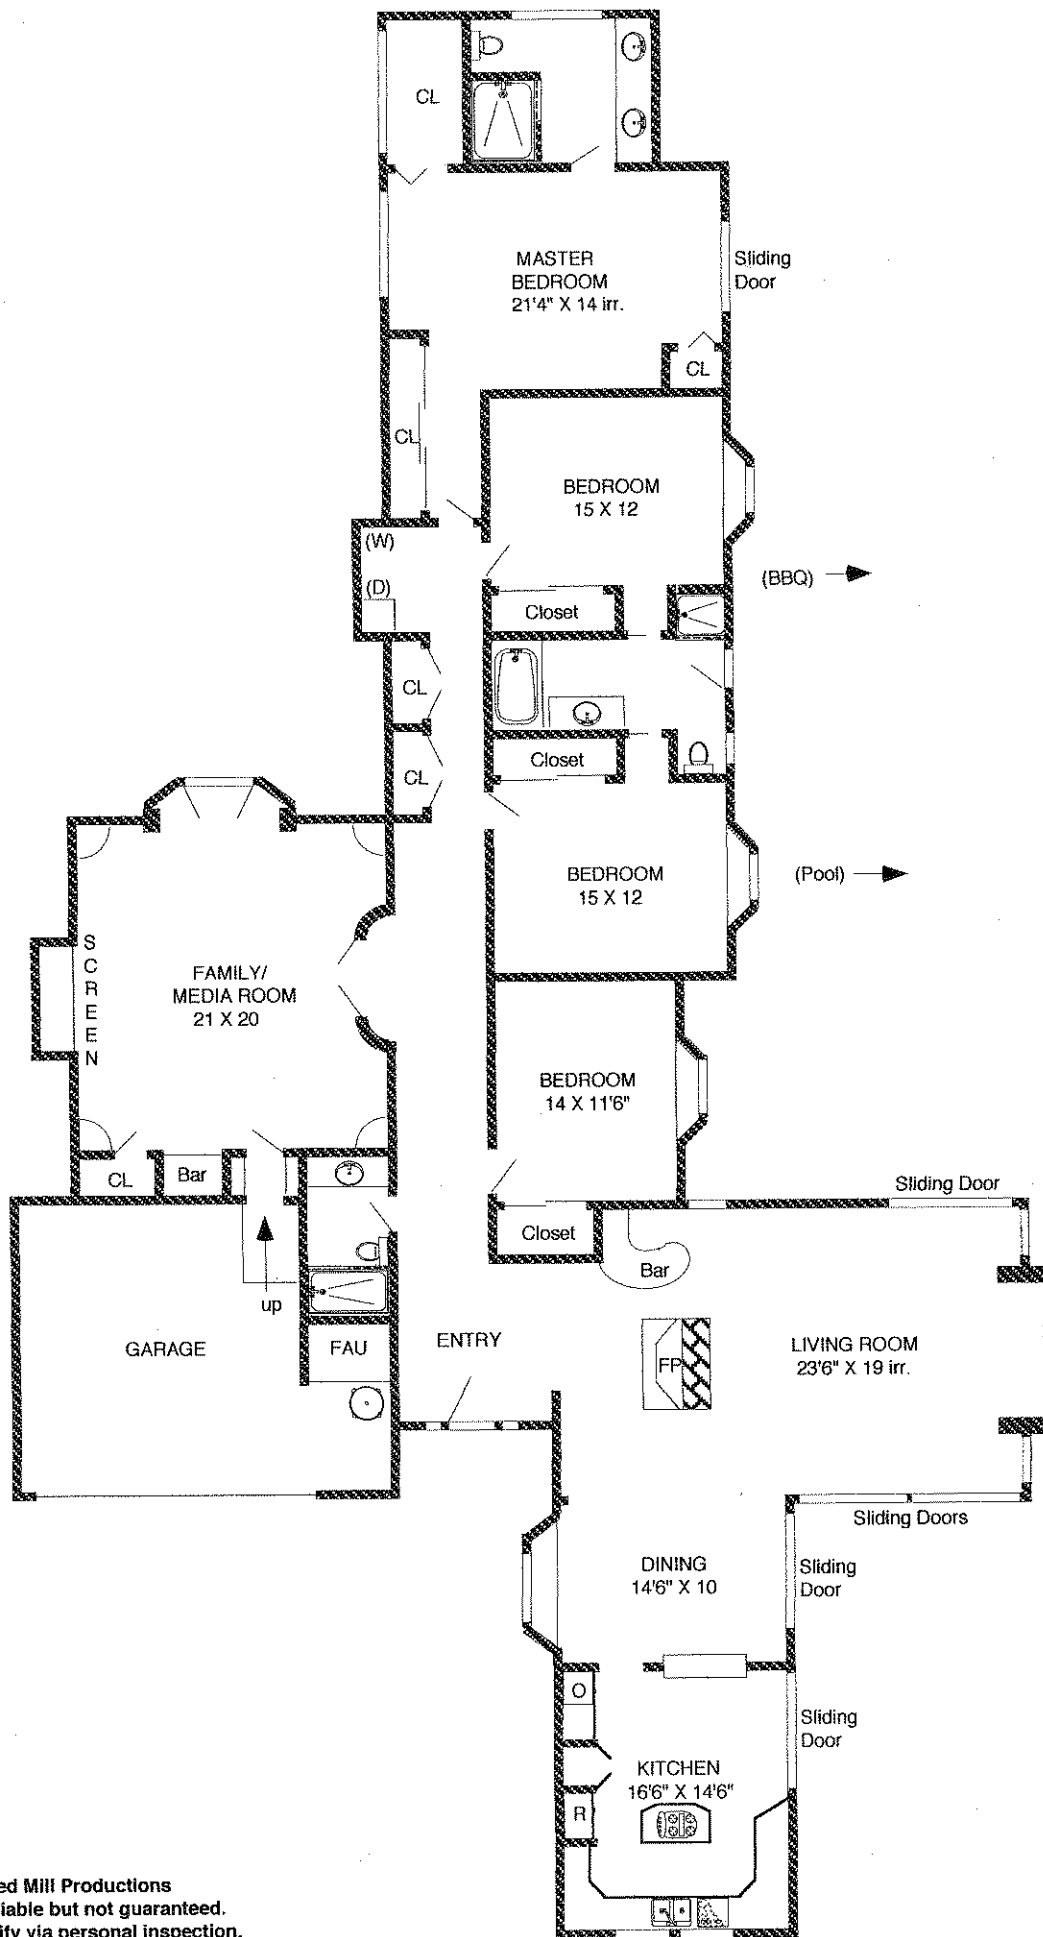 CL
MASTER
BEDROOM
21'4" X 14 irr.
Sliding
Door
CL
CL
BEDROOM
15 X 12
(W)
(D)
(BBQ)
Closet
CL
Closet
CL
BEDROOM
15 X 12
(Pool)
SCREEN
FAMILY/
MEDIA ROOM
21 X 20
BEDROOM
14 X 11'6"
CL
Bar
Sliding Door
Closet
Bar
up
GARAGE
FAU
ENTRY
FP
LIVING ROOM
23'6" X 19 irr.
Sliding Doors
DINING
14'6" X 10
Sliding
Door
O
Sliding
Door
KITCHEN
16'6" X 14'6"
R
ed Mill Productions
iable but not guaranteed.
ify via personal inspection.